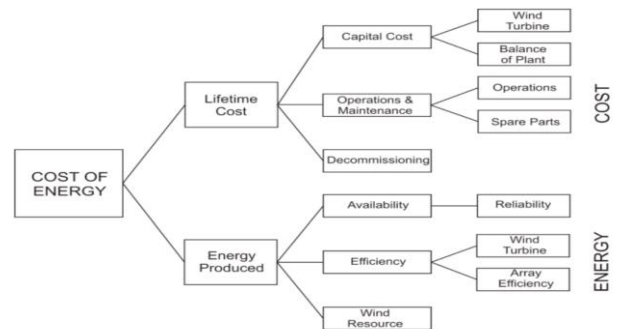 Wind
Turbine
Capital Cost
Balance
of Plant
Lifetime
Cost
Operations &
Maintenance
Operations
Spare Parts
COST
Decommissioning
COST OF
ENERGY
Availability
Reliability
Energy
Produced
Efficiency
Wind
Turbine
Array
Efficiency
ENERGY
Wind
Resource